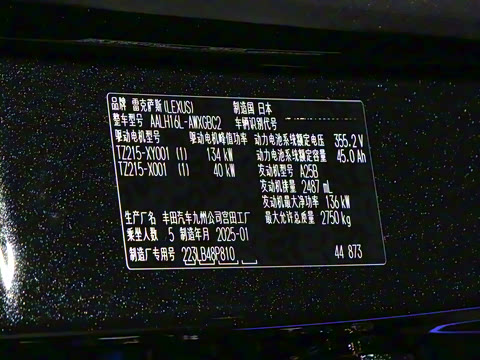 品牌 雷克萨斯(LEXUS) 制造国 日本
整车型号 AALH16L-AWXGBC2 车辆识别代号
驱动电机型号 驱动电机峰值功率 动力电池系统额定电压 355.2 V
TZ215-XY001 (1) 134 kW 动力电池系统额定容量 45.0 Ah
TZ215-X001 (1) 40 kW 发动机型号 A25B
发动机排量 2487 mL
发动机最大净功率 136 kW
生产厂名 丰田汽车九州公司宫田工厂 最大允许总质量 2750 kg
乘坐人数 5 制造年月 2025-01
制造厂专用号 223LB48P810 44 873